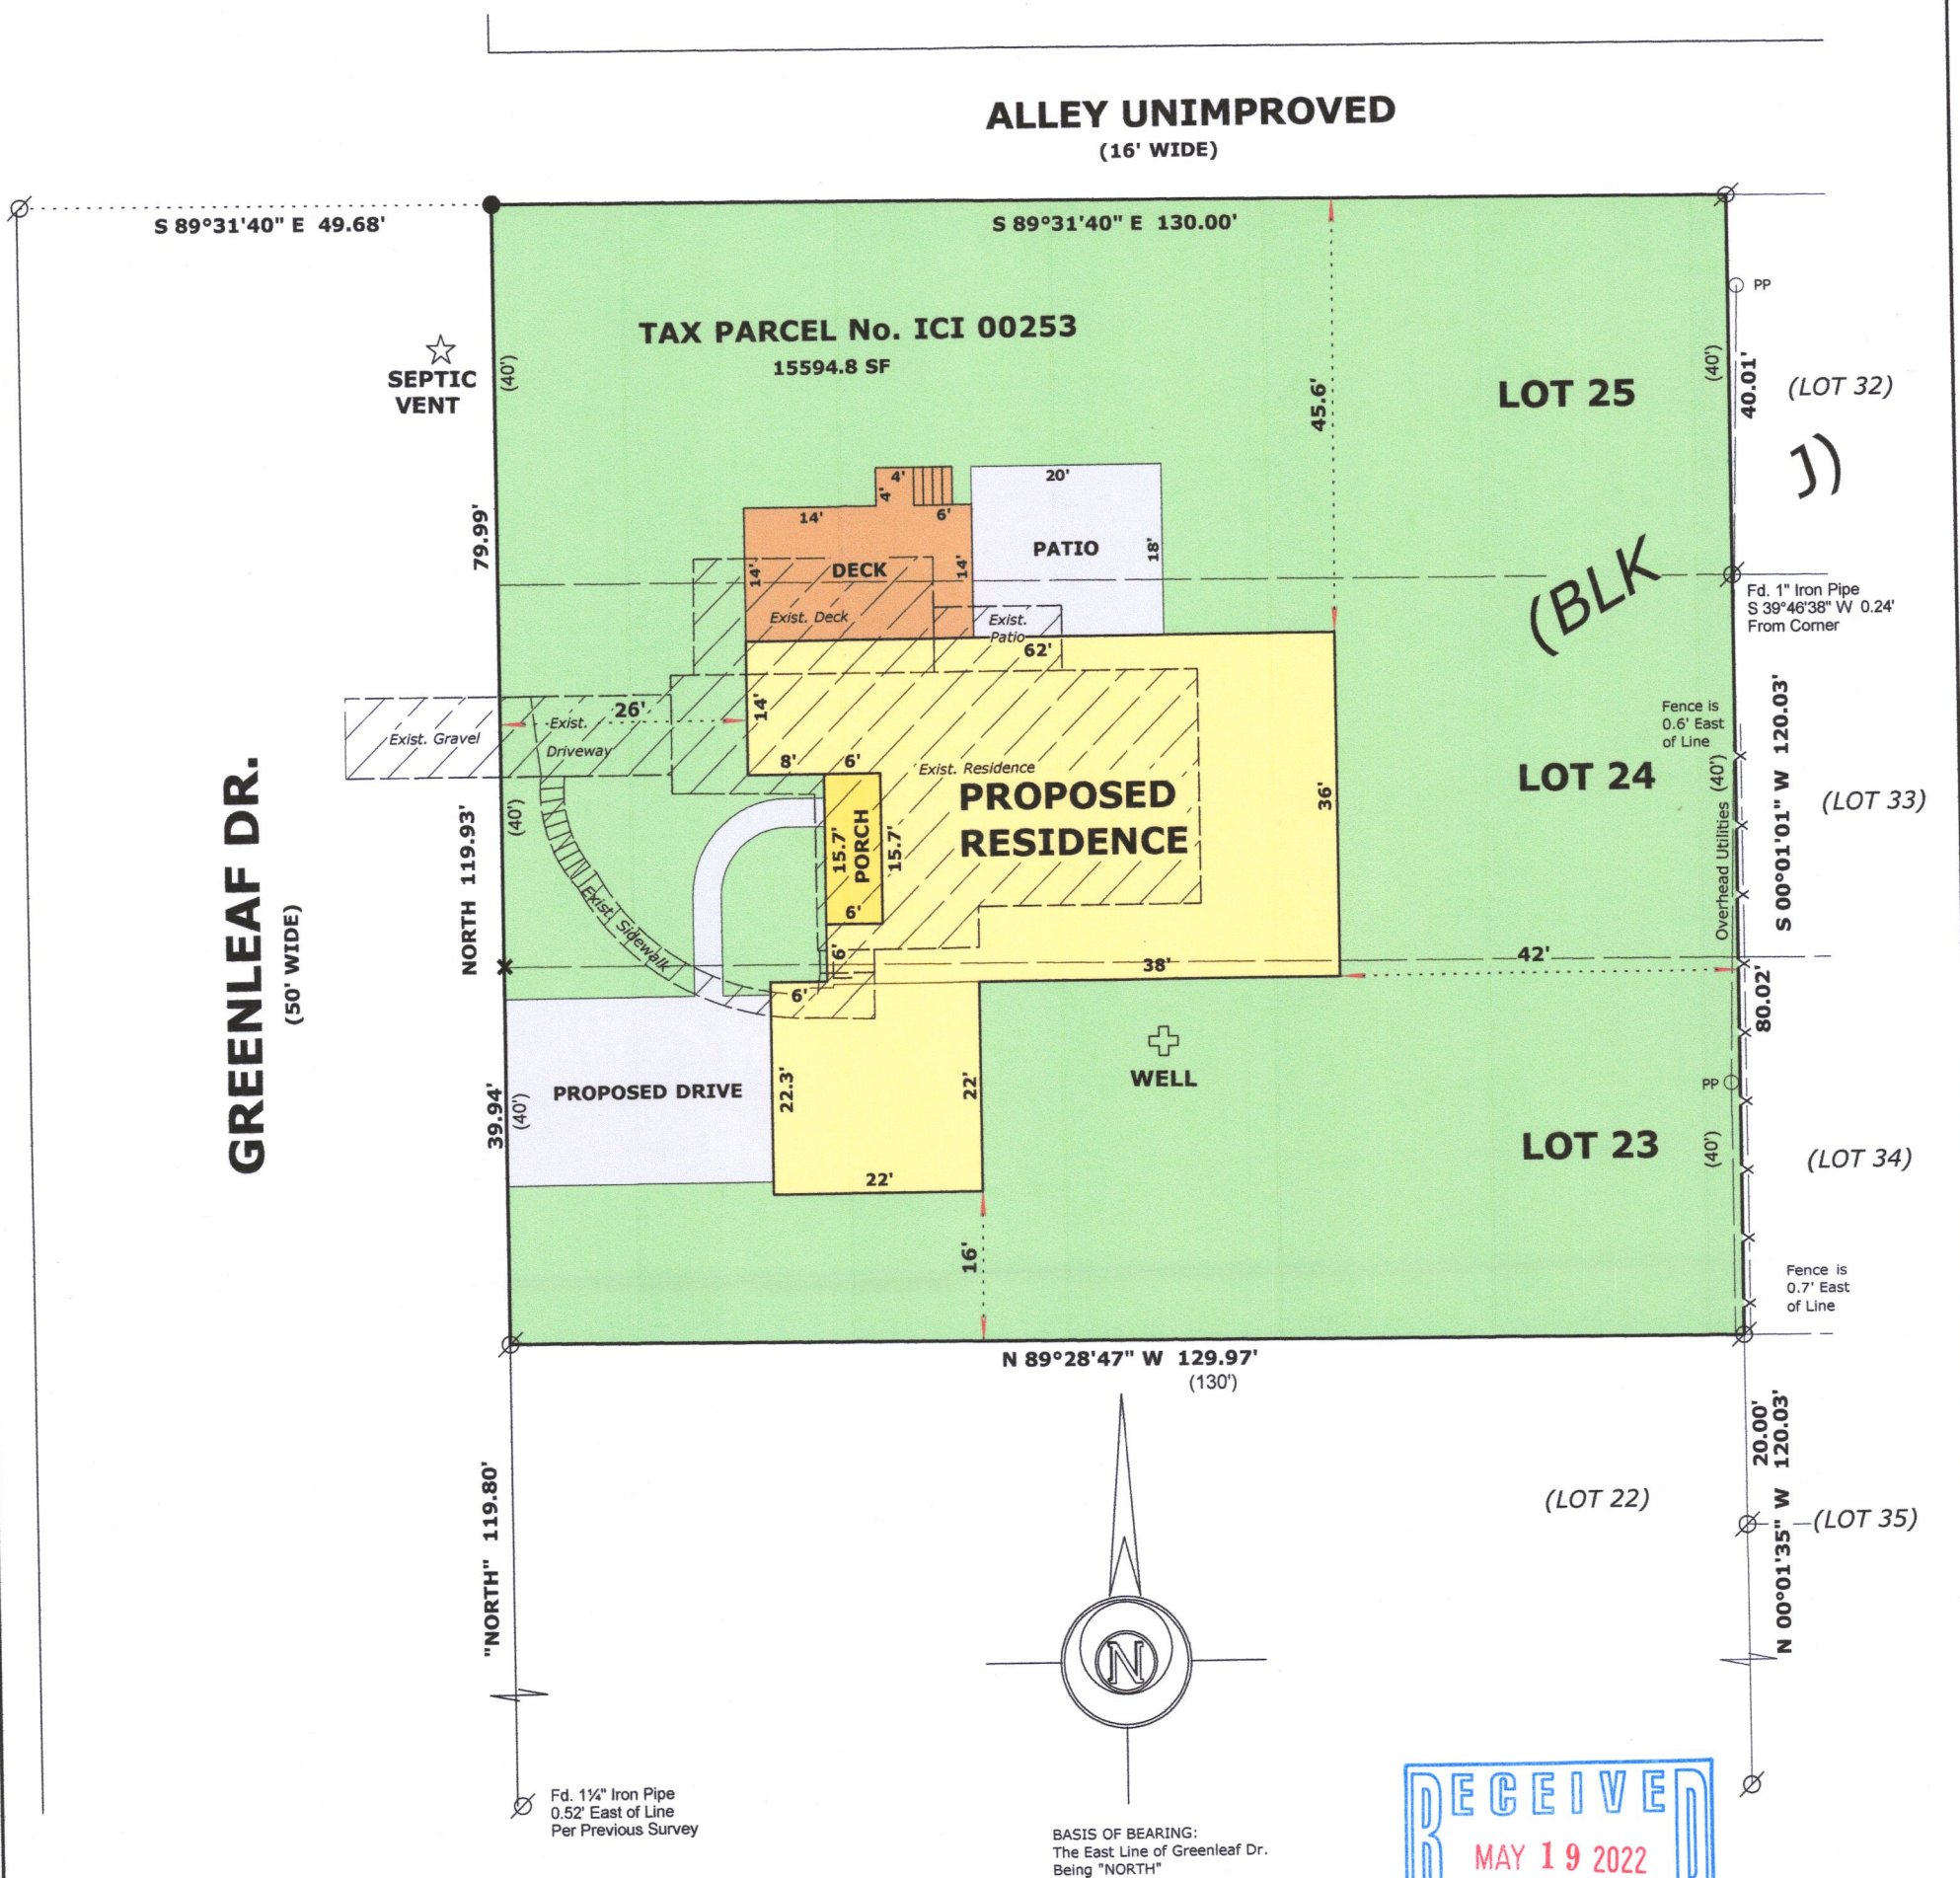 ALLEY UNIMPROVED
(16' WIDE)
S 89°31'40" E 49.68'
S 89°31'40" E 130.00'
PP
TAX PARCEL No. ICI 00253
15594.8 SF
SEPTIC
VENT
(40')
79.99'
45.6'
LOT 25
(40')
40.01'
(LOT 32)
(BLK J)
4'
4'
14'
6'
20'
DECK
14'
14'
Exist. Deck
PATIO
18'
Exist.
Patio
62'
Fd. 1" Iron Pipe
S 39°46'38" W 0.24'
From Corner
26'
14'
Exist. Gravel
Exist.
Driveway
8'
6'
Exist. Residence
PROPOSED
RESIDENCE
36'
PORCH
15.7'
15.7'
6'
6'
38'
6'
42'
Exist. Sidewalk
LOT 24
(40')
Fence is
0.6' East
of Line
Overhead Utilities
S 00°01'01" W 120.03'
(LOT 33)
80.02'
GREENLEAF DR.
(50' WIDE)
NORTH 119.93'
(40')
39.94'
(40')
PROPOSED DRIVE
22.3'
22'
22'
WELL
PP
LOT 23
(40')
(LOT 34)
16'
Fence is
0.7' East
of Line
N 89°28'47" W 129.97'
(130')
"NORTH" 119.80'
20.00'
N 00°01'35" W 120.03'
(LOT 22)
(LOT 35)
N
Fd. 1¼" Iron Pipe
0.52' East of Line
Per Previous Survey
BASIS OF BEARING:
The East Line of Greenleaf Dr.
Being "NORTH"
RECEIVED
MAY 19 2022